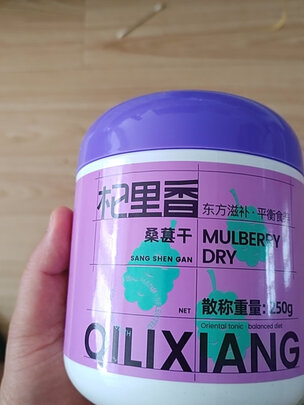 杞里香
东方滋补·平衡食养
桑葚干
SANG SHEN GAN
MULBERRY
DRY
NET
散称重量:250g
Oriental tonic · balanced diet
QILIXIANG